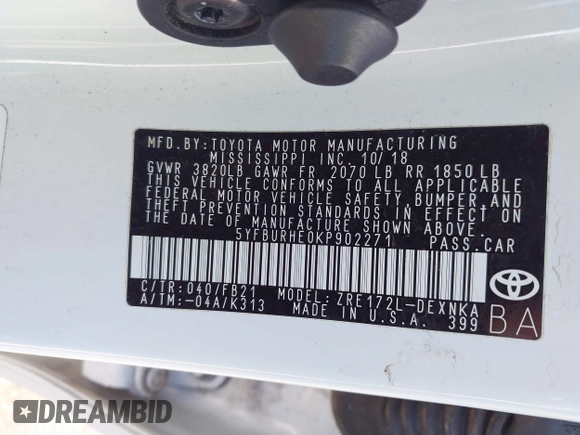 MFD. BY: TOYOTA MOTOR MANUFACTURING
MISSISSIPPI INC. 10/18
GVWR 3820LB GAWR FR 2070 LB RR 1850 LB
THIS VEHICLE CONFORMS TO ALL APPLICABLE
FEDERAL MOTOR VEHICLE SAFETY, BUMPER, AND
THEFT PREVENTION STANDARDS IN EFFECT ON
THE DATE OF MANUFACTURE SHOWN ABOVE.
5YFBURHE0KP902271 PASS.CAR
C/TR: 040/FB21 MODEL: ZRE172L-DEXNKA
A/TM: -04A/K313 MADE IN U.S.A. 399
TOYOTA
BA
DREAMBID